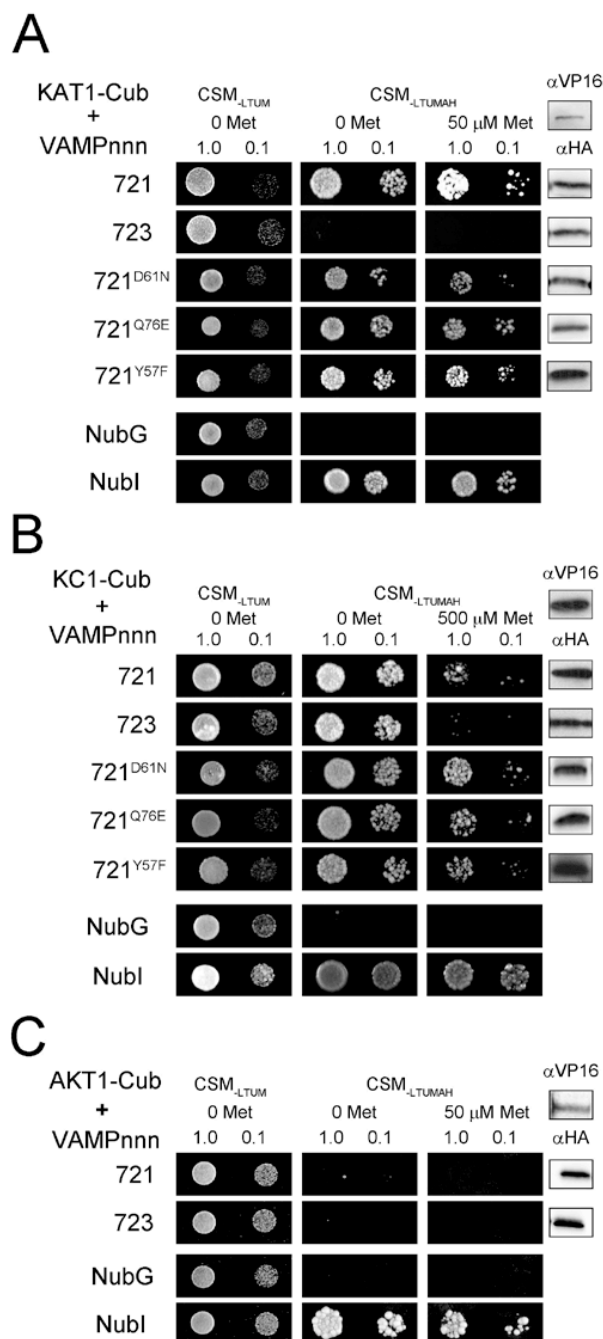 A
KAT1-Cub
+
VAMPnnn
CSM-LTUM
0 Met
1.0 0.1
CSM-LTUMAH
0 Met 50 μM Met
1.0 0.1 1.0 0.1
αVP16
αHA
721
723
721D61N
721Q76E
721Y57F
NubG
NubI
B
KC1-Cub
+
VAMPnnn
CSM-LTUM
0 Met
1.0 0.1
CSM-LTUMAH
0 Met 500 μM Met
1.0 0.1 1.0 0.1
αVP16
αHA
721
723
721D61N
721Q76E
721Y57F
NubG
NubI
C
AKT1-Cub
+
VAMPnnn
CSM-LTUM
0 Met
1.0 0.1
CSM-LTUMAH
0 Met 50 μM Met
1.0 0.1 1.0 0.1
αVP16
αHA
721
723
NubG
NubI